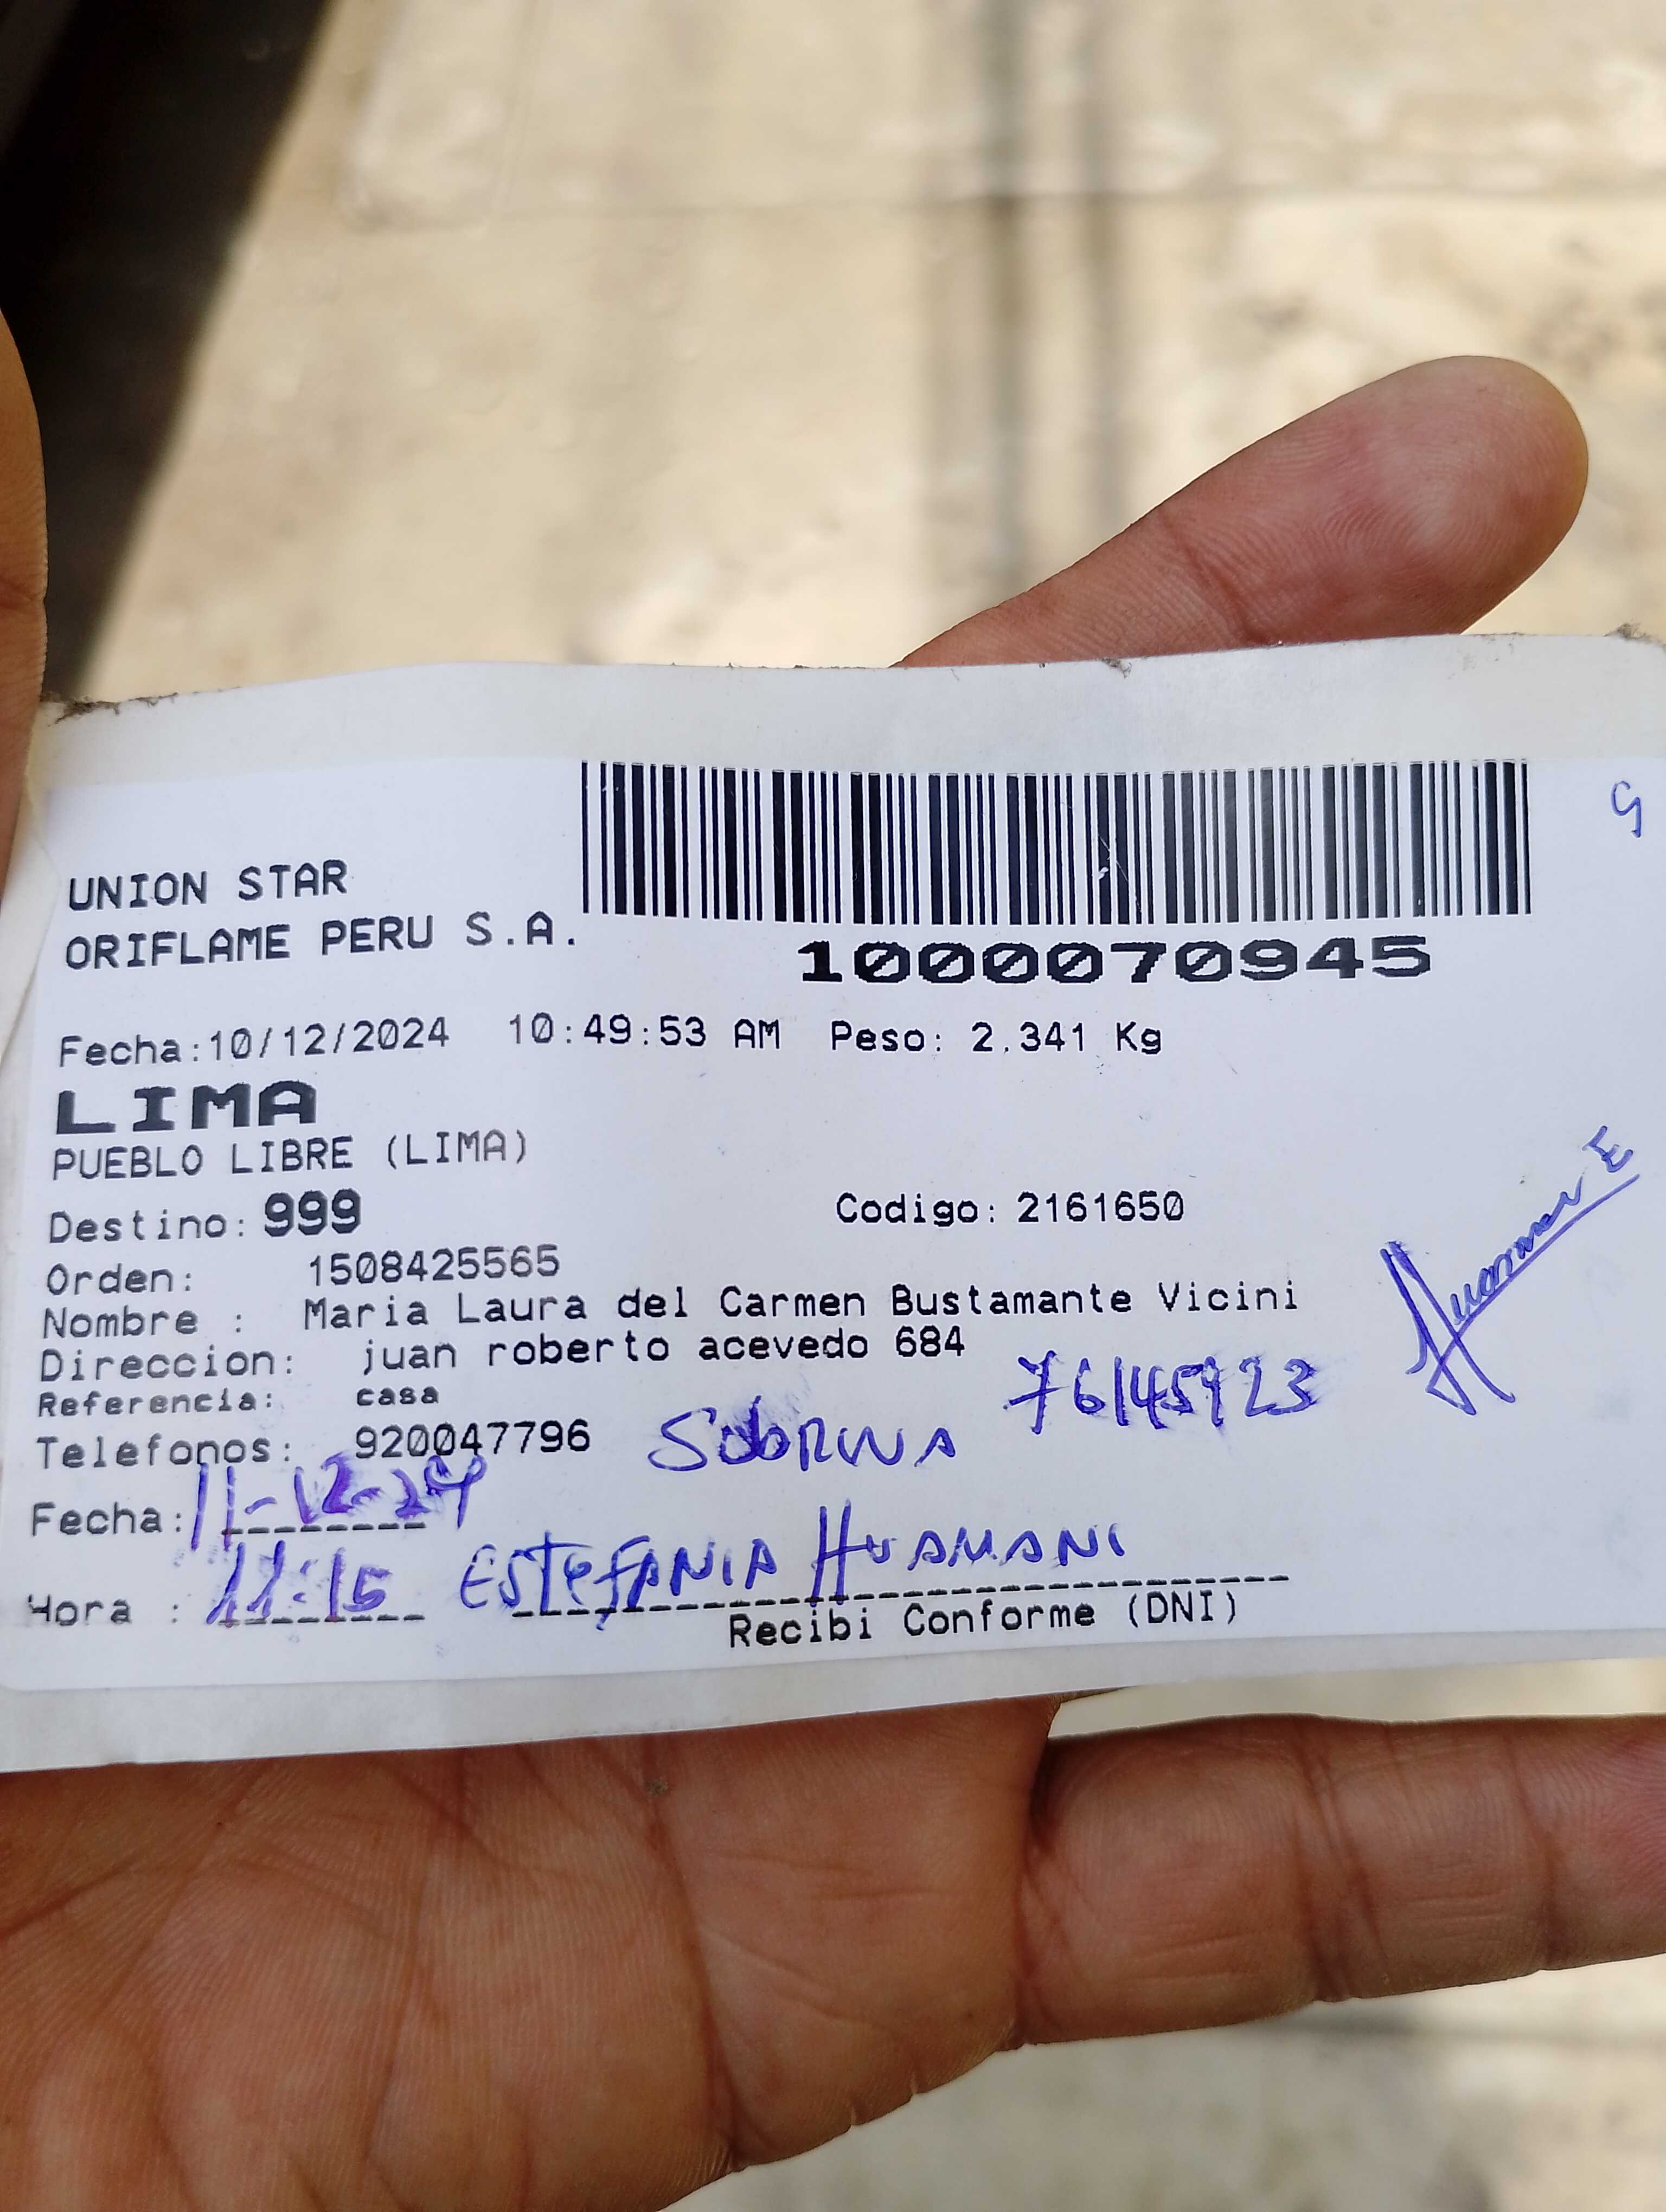 UNION STAR
ORIFLAME PERU S.A.
1000070945
Fecha:10/12/2024 10:49:53 AM Peso: 2.341 Kg
LIMA
PUEBLO LIBRE (LIMA)
Destino: 999 Codigo: 2161650
Orden: 1508425565
Nombre : Maria Laura del Carmen Bustamante Vicini
Direccion: juan roberto acevedo 684
Referencia: casa 76145923
Telefonos: 920047796 SObRINA
Fecha: 11-12-24
Hora : 11:15 ESTEFANIA HUAMANI
Recibi Conforme (DNI)